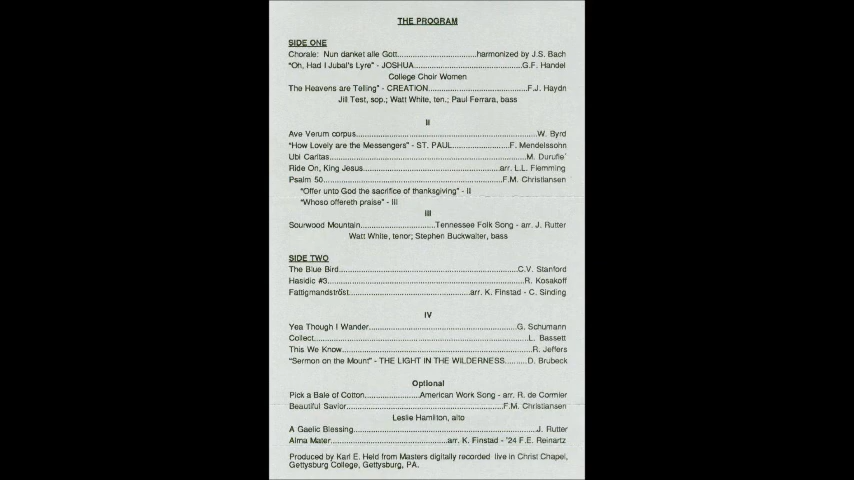 THE PROGRAM
SIDE ONE
Chorale: Nun danket alle Gott..........................harmonized by J.S. Bach
"Oh, Had I Jubal's Lyre" - JOSHUA....................................G.F. Handel
College Choir Women
The Heavens are Telling" - CREATION.................................F.J. Haydn
Jill Test, sop.; Watt White, ten.; Paul Ferrara, bass
II
Ave Verum corpus............................................................W. Byrd
"How Lovely are the Messengers" - ST. PAUL...................F. Mendelssohn
Ubi Caritas.................................................................M. Durufle´
Ride On, King Jesus..............................................arr. L.L. Flemming
Psalm 50............................................................F.M. Christiansen
"Offer unto God the sacrifice of thanksgiving" - II
"Whoso offereth praise" - III
III
Sourwood Mountain.........................Tennessee Folk Song - arr. J. Rutter
Watt White, tenor; Stephen Buckwalter, bass
SIDE TWO
The Blue Bird............................................................C.V. Stanford
Hasidic #3.................................................................R. Kosakoff
Fattigmandströst.........................................arr. K. Finstad - C. Sinding
IV
Yea Though I Wander..................................................G. Schumann
Collect.......................................................................L. Bassett
This We Know................................................................R. Jeffers
"Sermon on the Mount" - THE LIGHT IN THE WILDERNESS..........D. Brubeck
Optional
Pick a Bale of Cotton..................American Work Song - arr. R. de Cormier
Beautiful Savior.....................................................F.M. Christiansen
Leslie Hamilton, alto
A Gaelic Blessing.............................................................J. Rutter
Alma Mater.......................................arr. K. Finstad - '24 F.E. Reinartz
Produced by Karl E. Held from Masters digitally recorded live in Christ Chapel,
Gettysburg College, Gettysburg, PA.